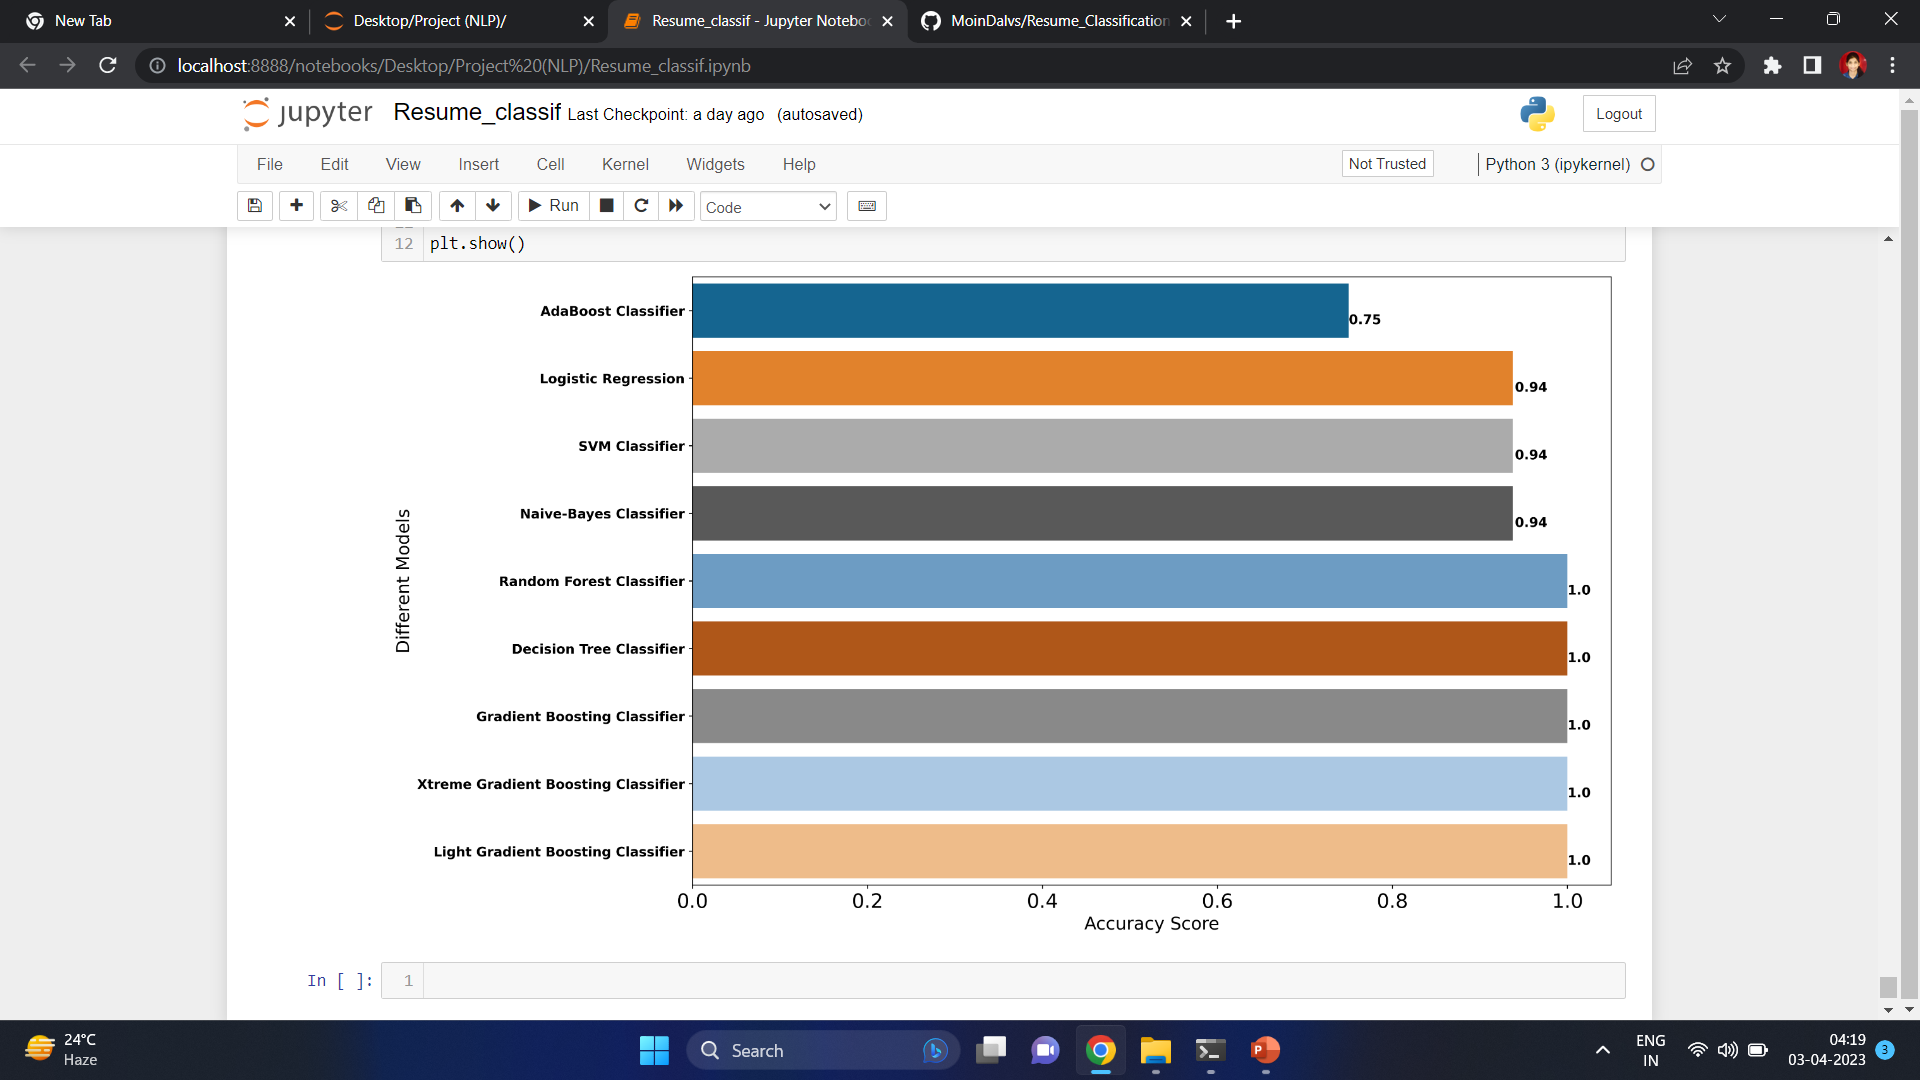 New Tab
Desktop/Project (NLP)/
Resume_classif - Jupyter Notebo
MoinDalvs/Resume_Classification
localhost:8888/notebooks/Desktop/Project%20(NLP)/Resume_classif.ipynb
jupyter
Resume_classif Last Checkpoint: a day ago (autosaved)
Logout
File Edit View Insert Cell Kernel Widgets Help
Not Trusted
Python 3 (ipykernel)
Run
Code
12 plt.show()
AdaBoost Classifier
0.75
Logistic Regression
0.94
SVM Classifier
0.94
Naive-Bayes Classifier
0.94
Random Forest Classifier
1.0
Decision Tree Classifier
1.0
Gradient Boosting Classifier
1.0
Xtreme Gradient Boosting Classifier
1.0
Light Gradient Boosting Classifier
1.0
Different Models
0.0 0.2 0.4 0.6 0.8 1.0
Accuracy Score
In [ ]: 1
24°C
Haze
Search
ENG
IN
04:19
03-04-2023
3